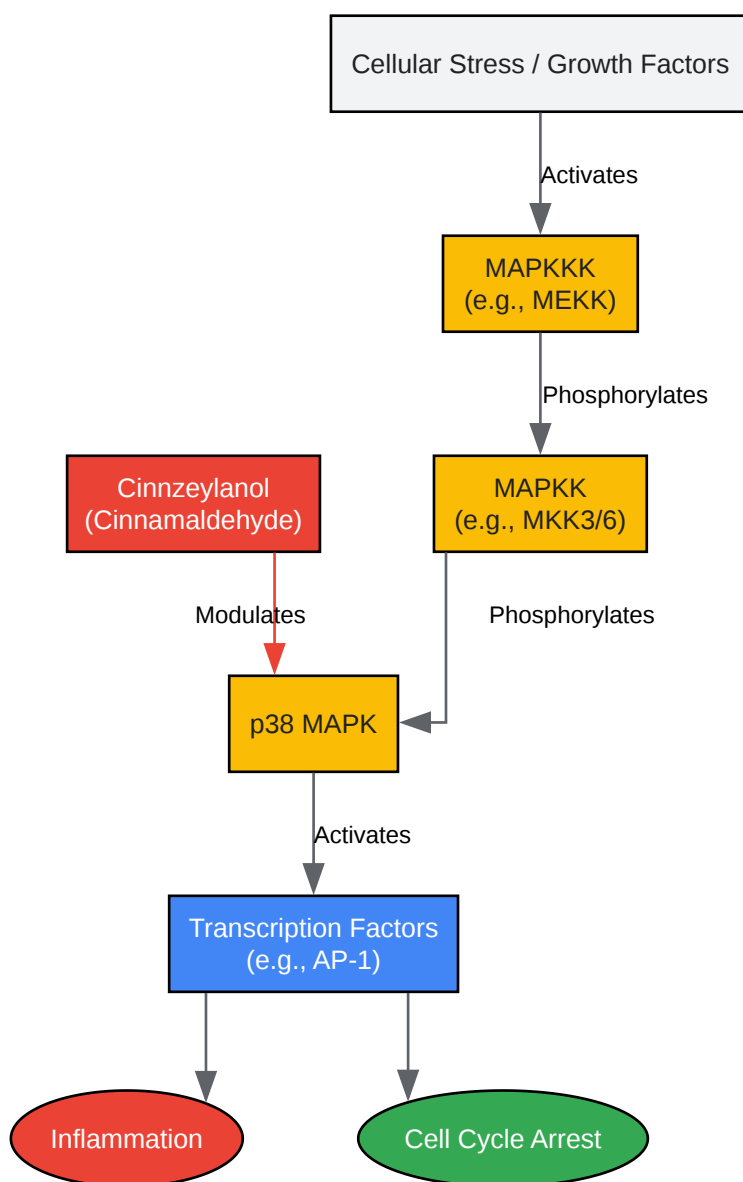 Cellular Stress / Growth Factors
Activates
MAPKKK
(e.g., MEKK)
Phosphorylates
Cinnzeylanol
(Cinnamaldehyde)
MAPKK
(e.g., MKK3/6)
Modulates
Phosphorylates
p38 MAPK
Activates
Transcription Factors
(e.g., AP-1)
Inflammation
Cell Cycle Arrest